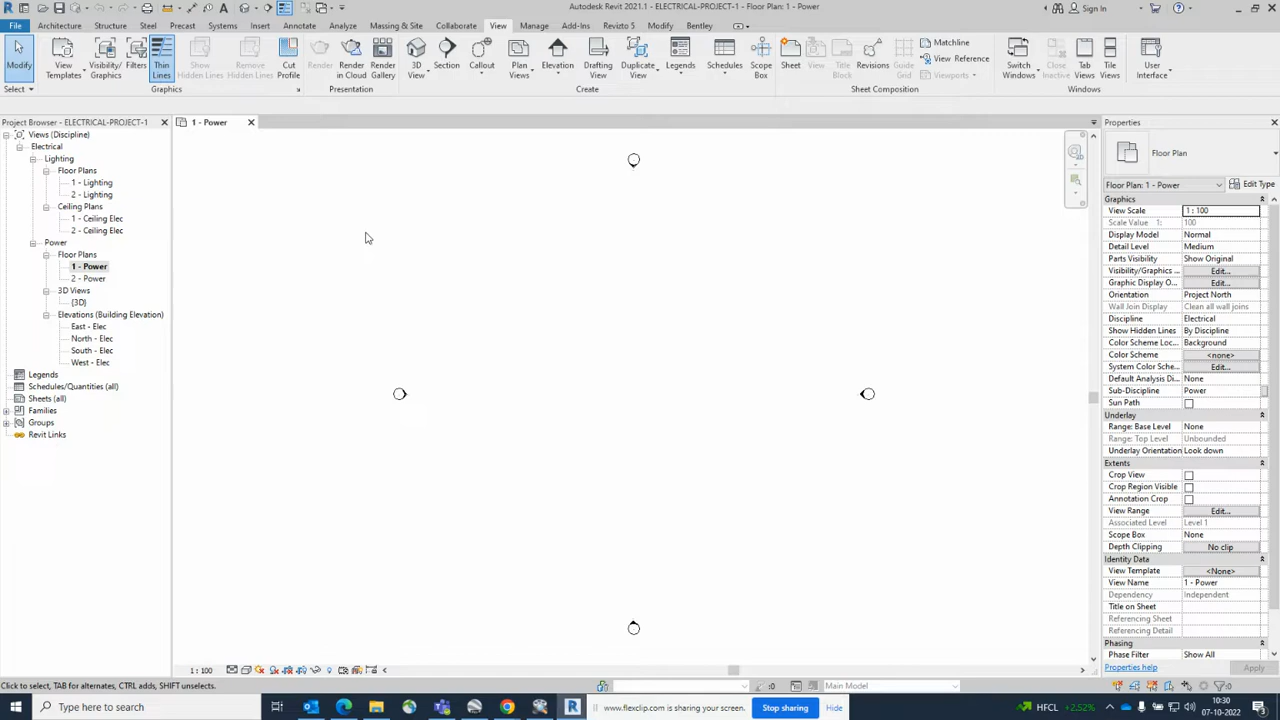 Autodesk Revit 2021.1 - ELECTRICAL-PROJECT-1 - Floor Plan: 1 - Power
Sign In
File Architecture Structure Steel Precast Systems Insert Annotate Analyze Massing & Site Collaborate View Manage Add-Ins Revizto 5 Modify Bentley
Modify
View Templates
Visibility/ Graphics
Filters
Thin Lines
Show Hidden Lines
Remove Hidden Lines
Cut Profile
Render
Render in Cloud
Render Gallery
3D View
Section
Callout
Plan Views
Elevation
Drafting View
Duplicate View
Legends
Schedules
Scope Box
Sheet
View
Title Block
Revisions
Guide Grid
Matchline
View Reference
Viewports
Switch Windows
Close Inactive
Tab Views
Tile Views
User Interface
Select Graphics Presentation Create Sheet Composition Windows
Project Browser - ELECTRICAL-PROJECT-1
Views (Discipline)
Electrical
Lighting
Floor Plans
1 - Lighting
2 - Lighting
Ceiling Plans
1 - Ceiling Elec
2 - Ceiling Elec
Power
Floor Plans
1 - Power
2 - Power
3D Views
{3D}
Elevations (Building Elevation)
East - Elec
North - Elec
South - Elec
West - Elec
Legends
Schedules/Quantities (all)
Sheets (all)
Families
Groups
Revit Links
1 - Power
Properties
Floor Plan
Floor Plan: 1 - Power Edit Type
Graphics
View Scale 1 : 100
Scale Value 1: 100
Display Model Normal
Detail Level Medium
Parts Visibility Show Original
Visibility/Graphics ... Edit...
Graphic Display O... Edit...
Orientation Project North
Wall Join Display Clean all wall joins
Discipline Electrical
Show Hidden Lines By Discipline
Color Scheme Loc... Background
Color Scheme <none>
System Color Sche... Edit...
Default Analysis Di... None
Sub-Discipline Power
Sun Path
Underlay
Range: Base Level None
Range: Top Level Unbounded
Underlay Orientation Look down
Extents
Crop View
Crop Region Visible
Annotation Crop
View Range Edit...
Associated Level Level 1
Scope Box None
Depth Clipping No clip
Identity Data
View Template <None>
View Name 1 - Power
Dependency Independent
Title on Sheet
Referencing Sheet
Referencing Detail
Phasing
Phase Filter Show All
Properties help Apply
1 : 100
Click to select, TAB for alternates, CTRL adds, SHIFT unselects.
:0
Main Model
:0
Type here to search
www.flexclip.com is sharing your screen.
Stop sharing
Hide
HFCL +2.52%
ENG
10:30
07-10-2022